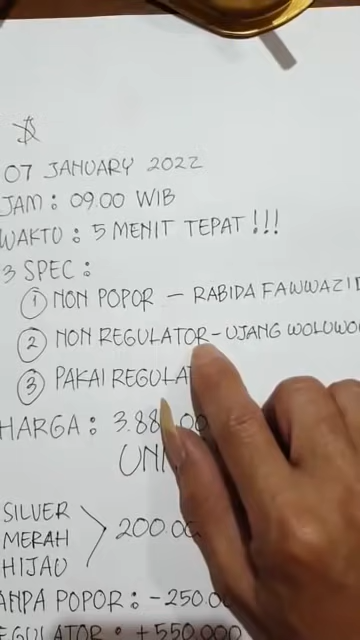 07 JANUARY 2022
JAM : 09.00 WIB
WAKTU : 5 MENIT TEPAT !!!
3 SPEC :
1 NON POPOR - RABIDA FAWWAZI
2 NON REGULATOR - UJANG WOLUWO
3 PAKAI REGULAT
HARGA : 3.88
UNI
SILVER
MERAH 200.00
HIJAU
ANPA POPOR : -250.00
EGULATOR : +550.000